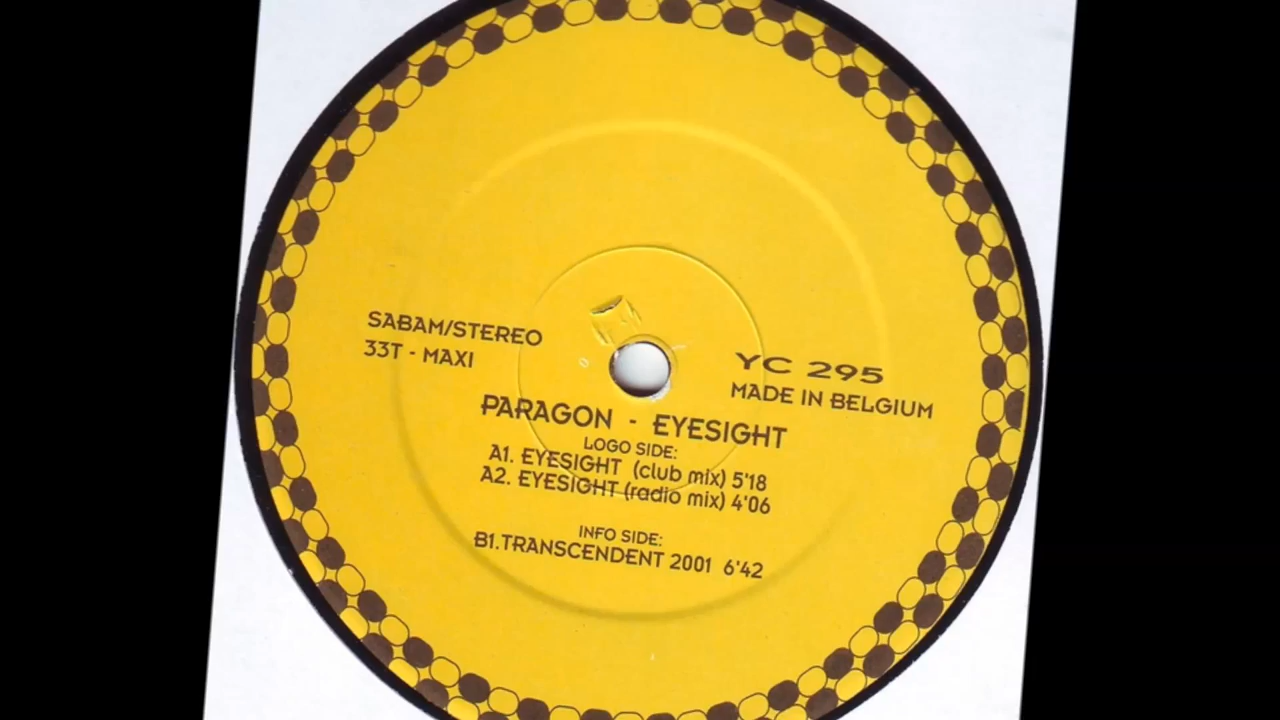 SABAM/STEREO
33T - MAXI
YC 295
MADE IN BELGIUM
PARAGON - EYESIGHT
LOGO SIDE:
A1. EYESIGHT (club mix) 5'18
A2. EYESIGHT (radio mix) 4'06
INFO SIDE:
B1.TRANSCENDENT 2001 6'42